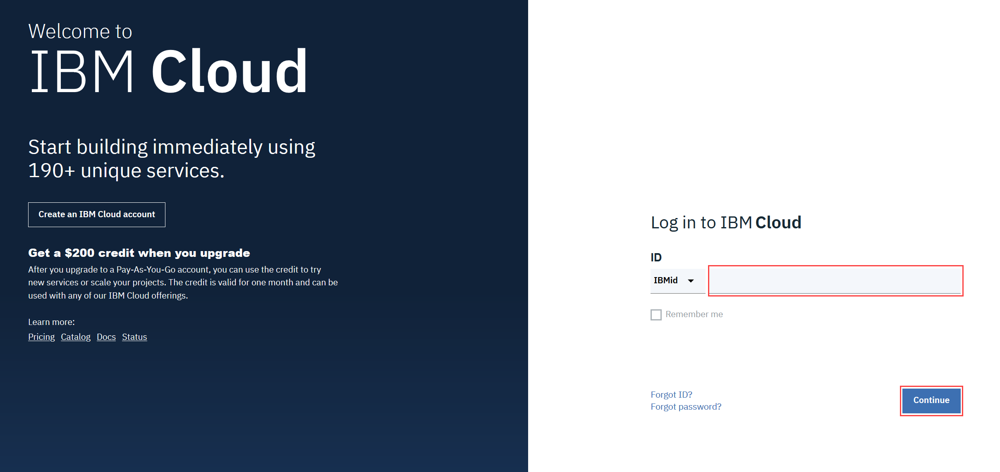 Welcome to
IBM Cloud
Start building immediately using
190+ unique services.
Create an IBM Cloud account
Get a $200 credit when you upgrade
After you upgrade to a Pay-As-You-Go account, you can use the credit to try
new services or scale your projects. The credit is valid for one month and can be
used with any of our IBM Cloud offerings.
Learn more:
Pricing Catalog Docs Status
Log in to IBM Cloud
ID
IBMid
Remember me
Forgot ID?
Forgot password?
Continue